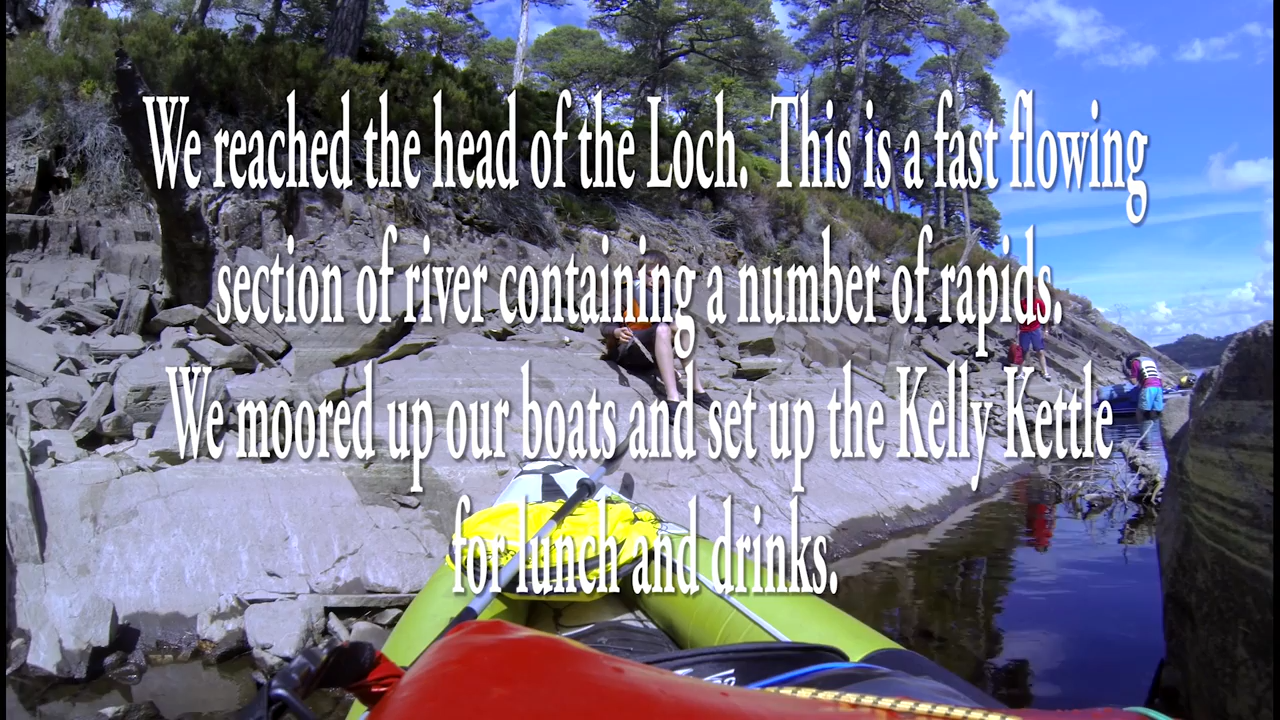 We reached the head of the Loch.  This is a fast flowing
section of river containing a number of rapids.
We moored up our boats and set up the Kelly Kettle
for lunch and drinks.